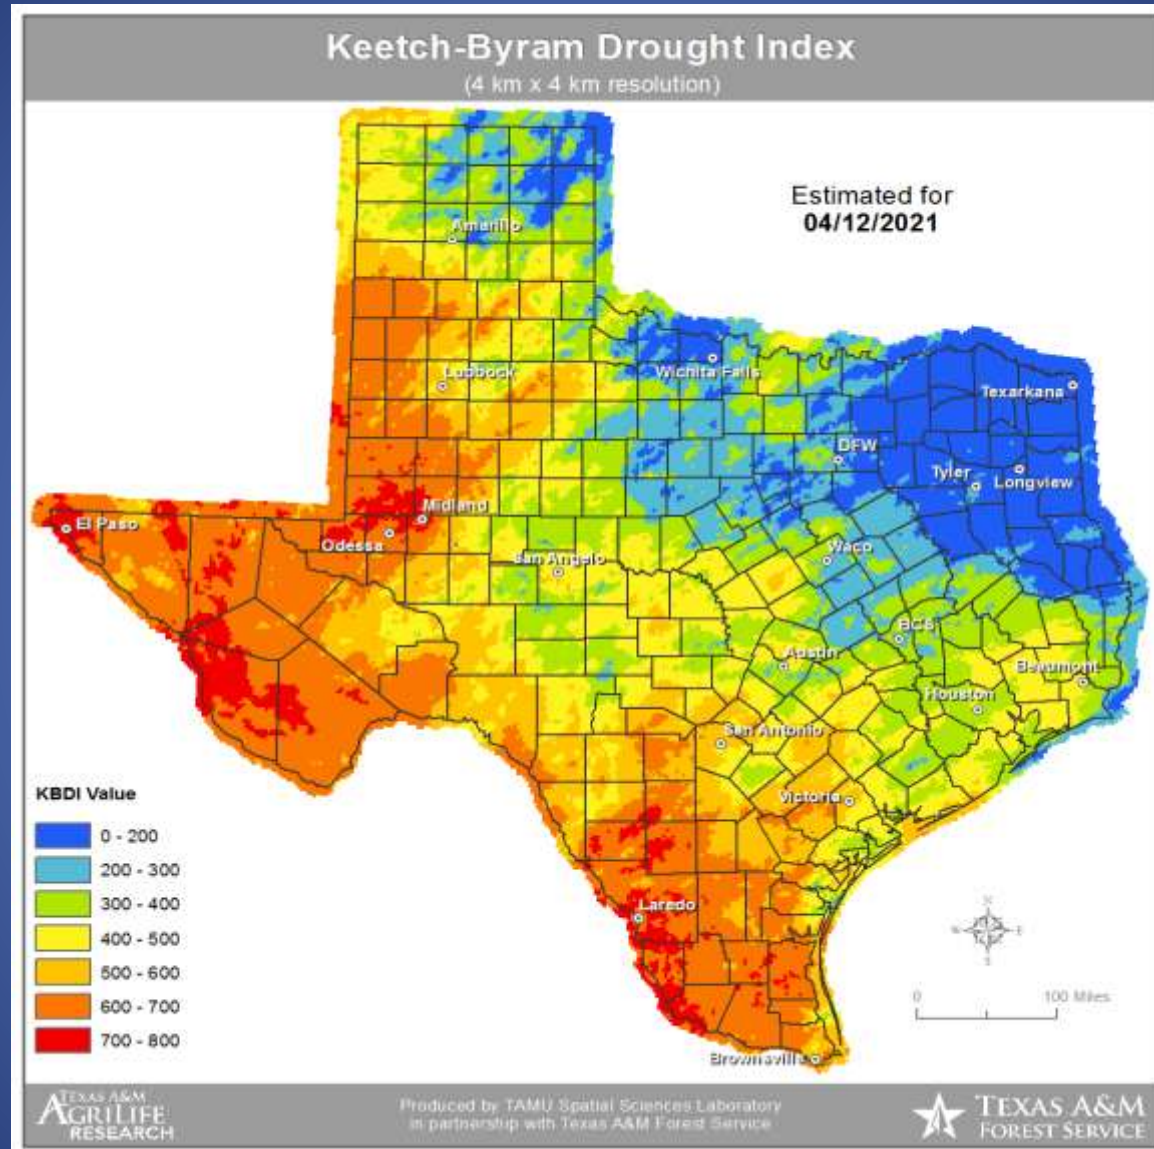 Keetch-Byram Drought Index
(4 km x 4 km resolution)
Estimated for
04/12/2021
Amarillo
Lubbock
Wichita Falls
Texarkana
DFW
Tyler
Longview
Midland
El Paso
Odessa
San Angelo
Waco
BCS
Austin
Beaumont
Houston
San Antonio
Victoria
Laredo
Brownsville
KBDI Value
0 - 200
200 - 300
300 - 400
400 - 500
500 - 600
600 - 700
700 - 800
N
W
E
S
0
100 Miles
TEXAS A&M
AGRILIFE
RESEARCH
Produced by TAMU Spatial Sciences Laboratory
in partnership with Texas A&M Forest Service
TEXAS A&M
FOREST SERVICE